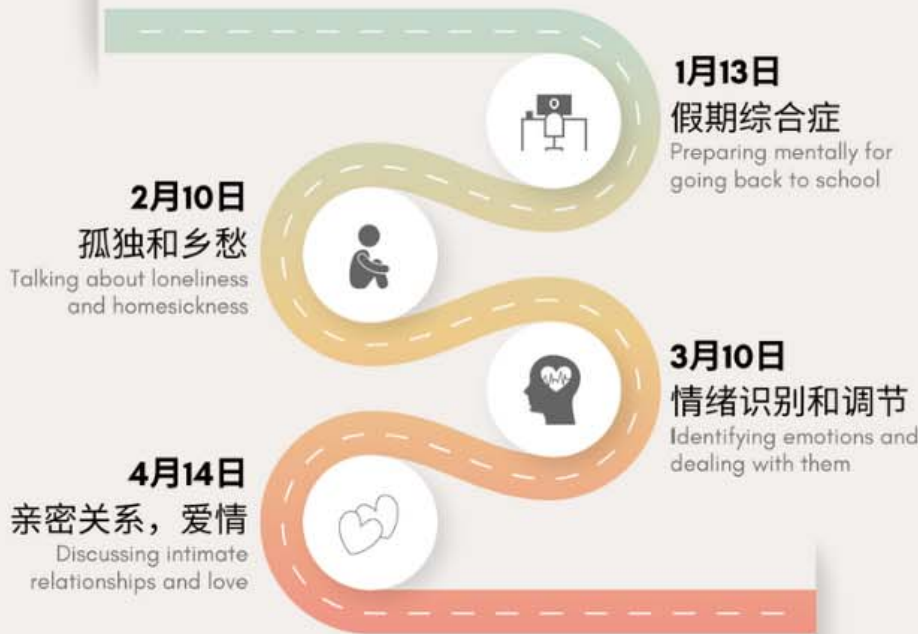 1月13日
假期综合症
Preparing mentally for
going back to school
2月10日
孤独和乡愁
Talking about loneliness
and homesickness
3月10日
情绪识别和调节
Identifying emotions and
dealing with them
4月14日
亲密关系，爱情
Discussing intimate
relationships and love